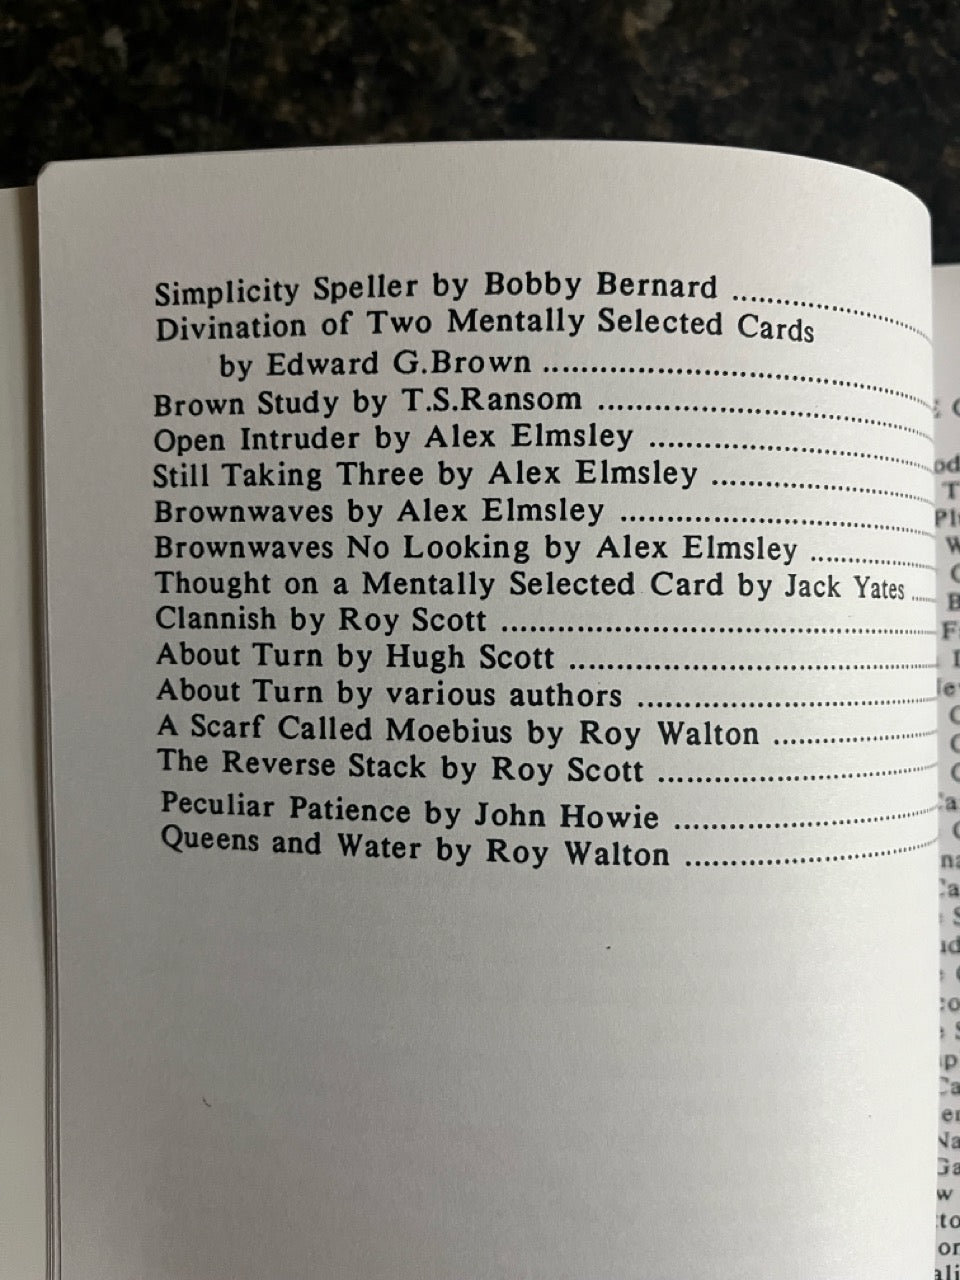 Simplicity Speller by Bobby Bernard ....................
Divination of Two Mentally Selected Cards
by Edward G.Brown ........................................
Brown Study by T.S.Ransom ..................................
Open Intruder by Alex Elmsley ..............................
Still Taking Three by Alex Elmsley ........................
Brownwaves by Alex Elmsley ................................
Brownwaves No Looking by Alex Elmsley ..............
Thought on a Mentally Selected Card by Jack Yates .....
Clannish by Roy Scott ..........................................
About Turn by Hugh Scott ....................................
About Turn by various authors ..............................
A Scarf Called Moebius by Roy Walton ..................
The Reverse Stack by Roy Scott ............................
Peculiar Patience by John Howie ..........................
Queens and Water by Roy Walton ........................